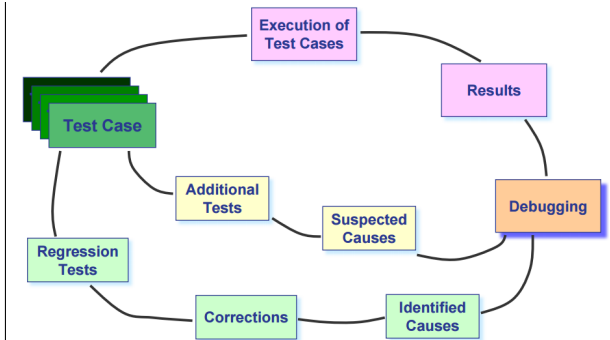 Execution of
Test Cases
Results
Test Case
Additional
Tests
Debugging
Suspected
Causes
Regression
Tests
Corrections
Identified
Causes